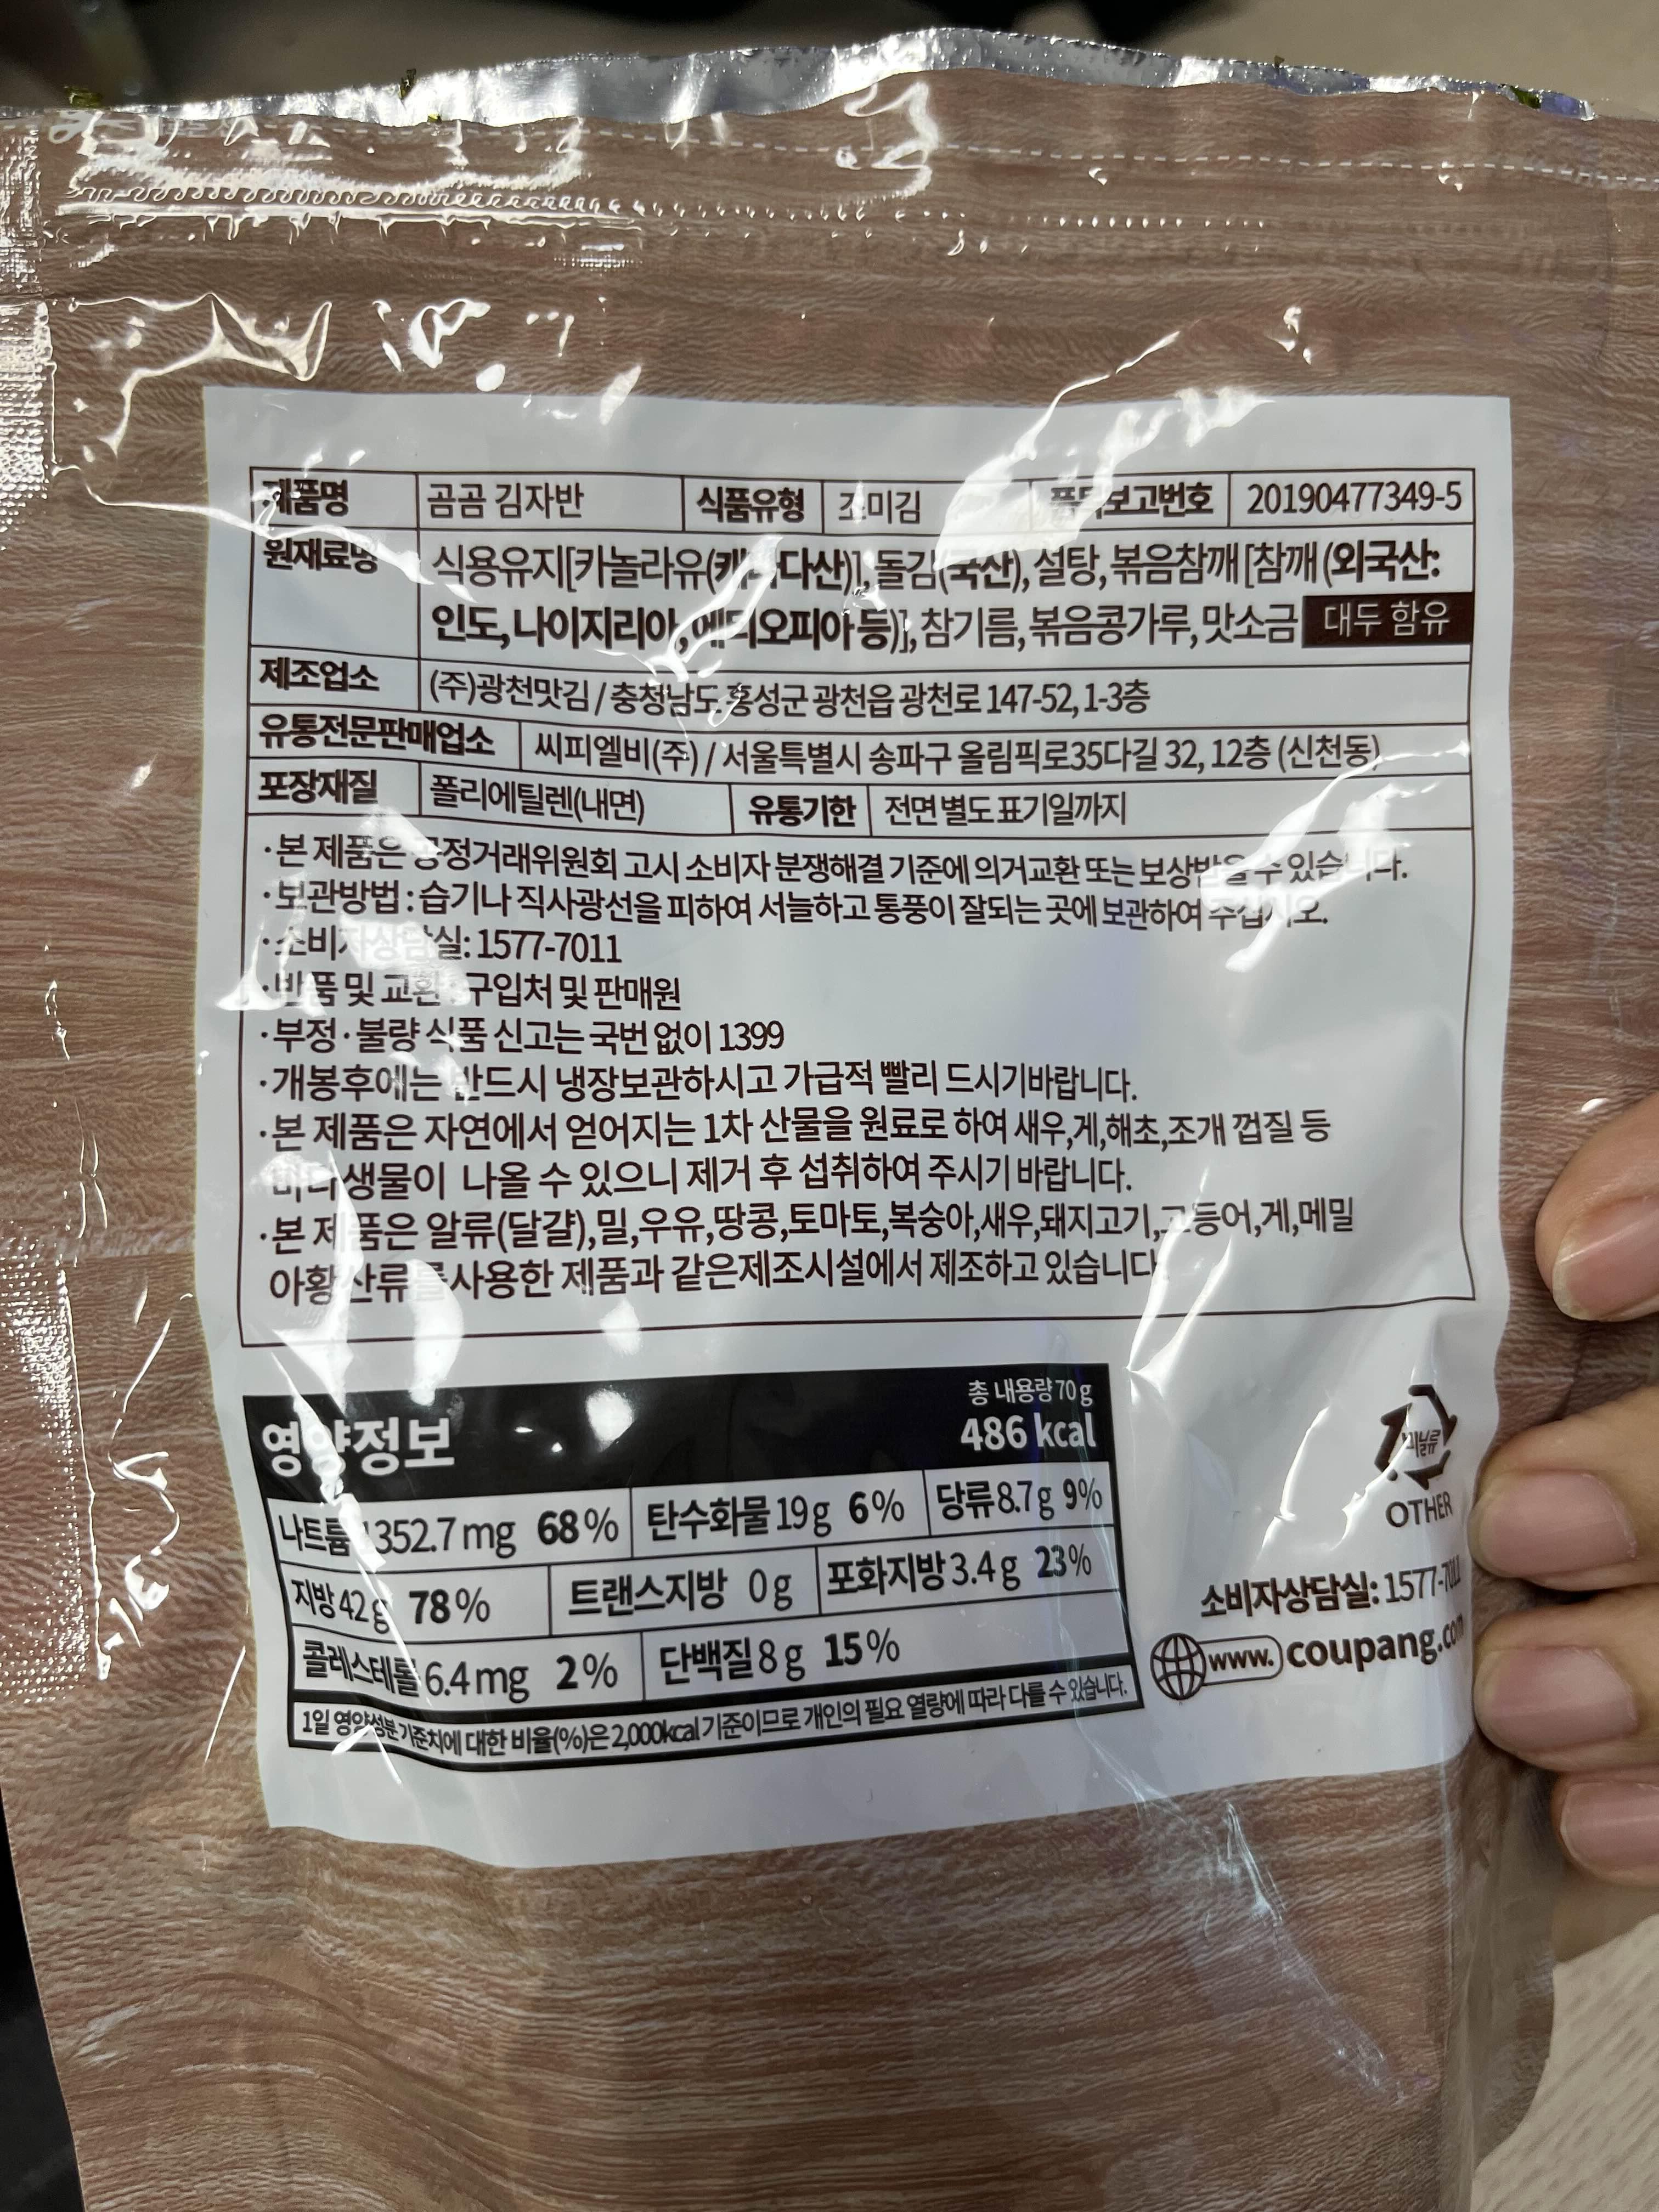 제품명 곰곰 김자반 식품유형 조미김 품목보고번호 20190477349-5
원재료명 식용유지[카놀라유(캐나다산)], 돌김(국산), 설탕, 볶음참깨[참깨(외국산:
인도, 나이지리아, 에티오피아 등)], 참기름, 볶음콩가루, 맛소금 대두 함유
제조업소 (주)광천맛김 / 충청남도 홍성군 광천읍 광천로 147-52, 1-3층
유통전문판매업소 씨피엘비(주) / 서울특별시 송파구 올림픽로35다길 32, 12층 (신천동)
포장재질 폴리에틸렌(내면) 유통기한 전면 별도 표기일까지
·본 제품은 공정거래위원회 고시 소비자 분쟁해결 기준에 의거교환 또는 보상받을 수 있습니다.
·보관방법 : 습기나 직사광선을 피하여 서늘하고 통풍이 잘되는 곳에 보관하여 주십시오.
·소비자상담실: 1577-7011
·반품 및 교환 : 구입처 및 판매원
·부정·불량 식품 신고는 국번 없이 1399
·개봉후에는 반드시 냉장보관하시고 가급적 빨리 드시기바랍니다.
·본 제품은 자연에서 얻어지는 1차 산물을 원료로 하여 새우,게,해초,조개 껍질 등
바다 생물이 나올 수 있으니 제거 후 섭취하여 주시기 바랍니다.
·본 제품은 알류(달걀),밀,우유,땅콩,토마토,복숭아,새우,돼지고기,고등어,게,메밀
아황산류를 사용한 제품과 같은제조시설에서 제조하고 있습니다.
영양정보
총 내용량 70 g
486 kcal
나트륨 1352.7 mg 68 % 탄수화물 19 g 6 % 당류 8.7 g 9%
지방 42 g 78 % 트랜스지방 0 g 포화지방 3.4 g 23%
콜레스테롤 6.4 mg 2 % 단백질 8 g 15 %
1일 영양성분 기준치에 대한 비율(%)은 2,000kcal 기준이므로 개인의 필요 열량에 따라 다를 수 있습니다.
비닐류
OTHER
소비자상담실: 1577-7011
www. coupang.com